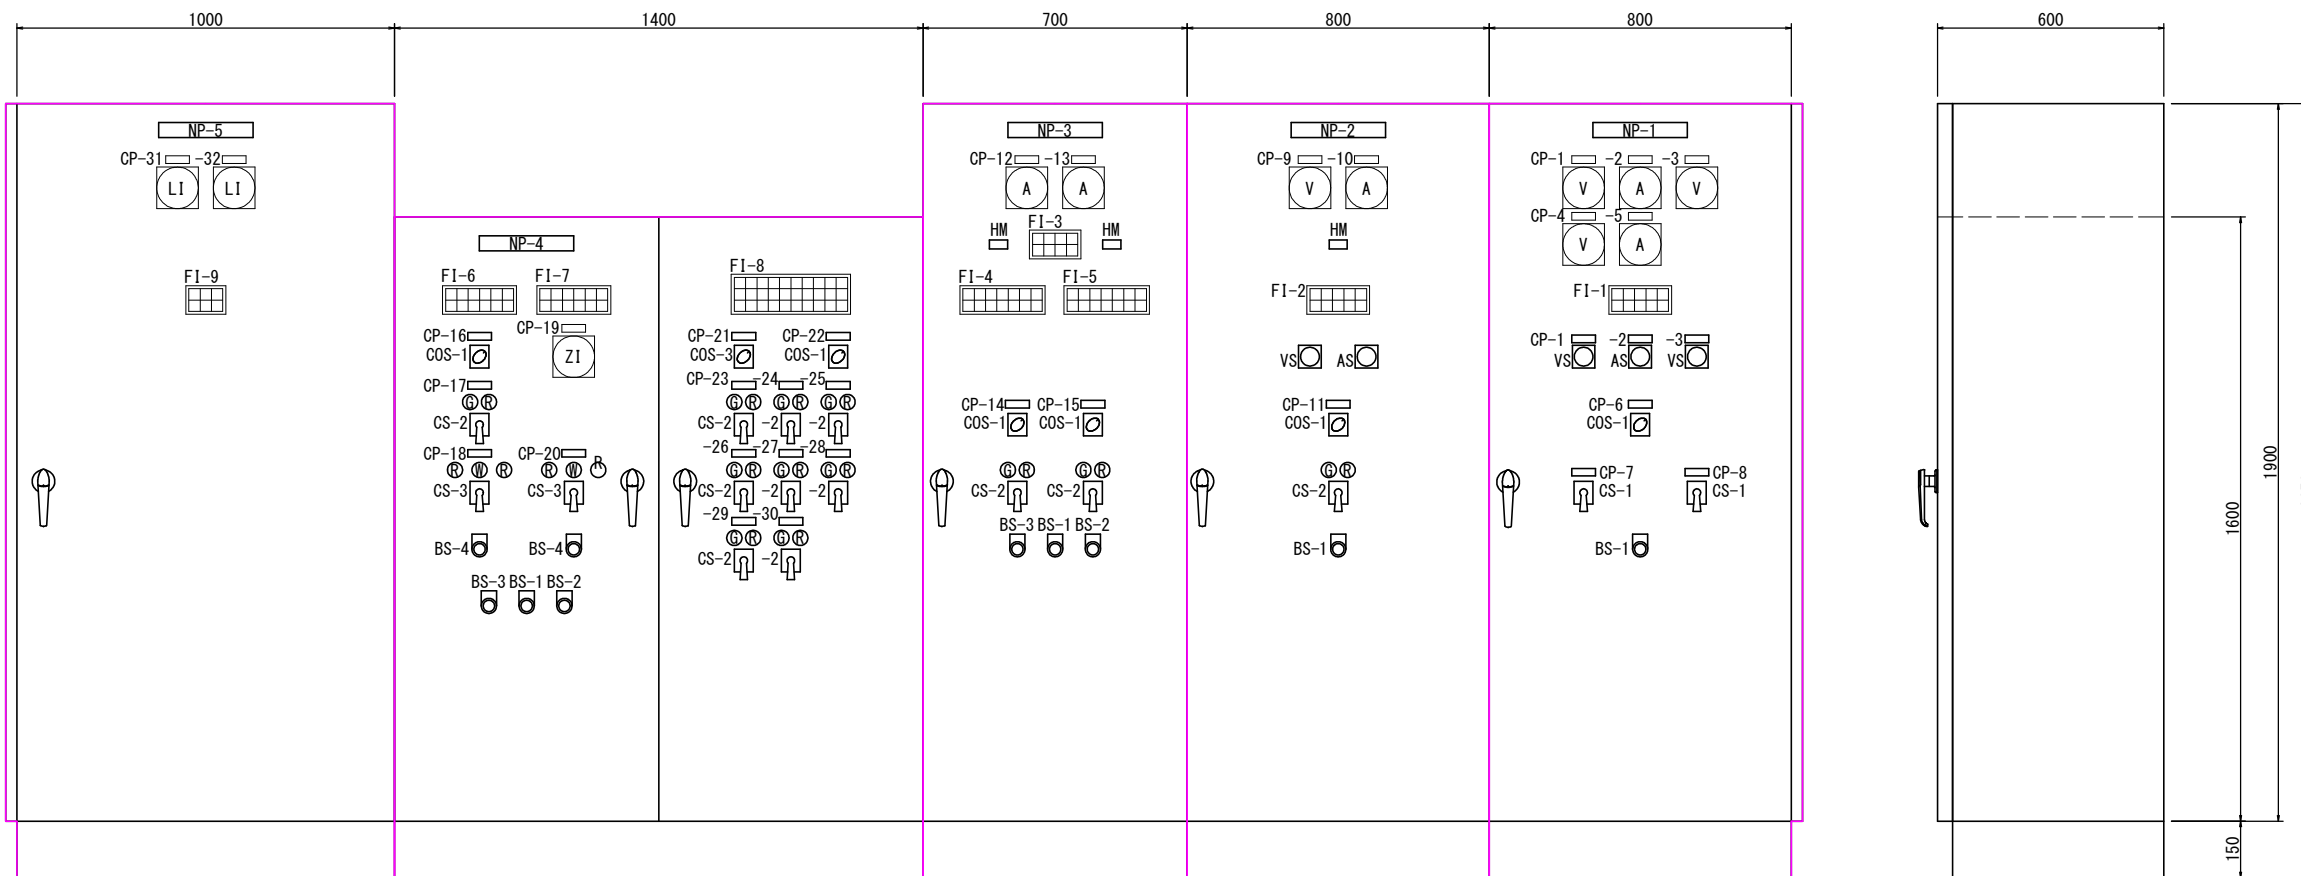 1000 1400 700 800 800 600
NP-5
CP-31 -32
LI LI
FI-9
NP-4
FI-6 FI-7
CP-16 CP-19
COS-1 ZI
CP-17
G R
CS-2
CP-18 CP-20
R W R R W R
CS-3 CS-3
BS-4 BS-4
BS-3 BS-1 BS-2
FI-8
CP-21 CP-22
COS-3 COS-1
CP-23 -24 -25
G R G R G R
CS-2 -2 -2
-26 -27 -28
G R G R G R
CS-2 -2 -2
-29 -30
G R G R
CS-2 -2
NP-3
CP-12 -13
A A
HM FI-3 HM
FI-4 FI-5
CP-14 CP-15
COS-1 COS-1
G R G R
CS-2 CS-2
BS-3 BS-1 BS-2
NP-2
CP-9 -10
V A
HM
FI-2
VS AS
CP-11
COS-1
G R
CS-2
BS-1
NP-1
CP-1 -2 -3
V A V
CP-4 -5
V A
FI-1
CP-1 -2 -3
VS AS VS
CP-6
COS-1
CP-7 CP-8
CS-1 CS-1
BS-1
1900
1600
150